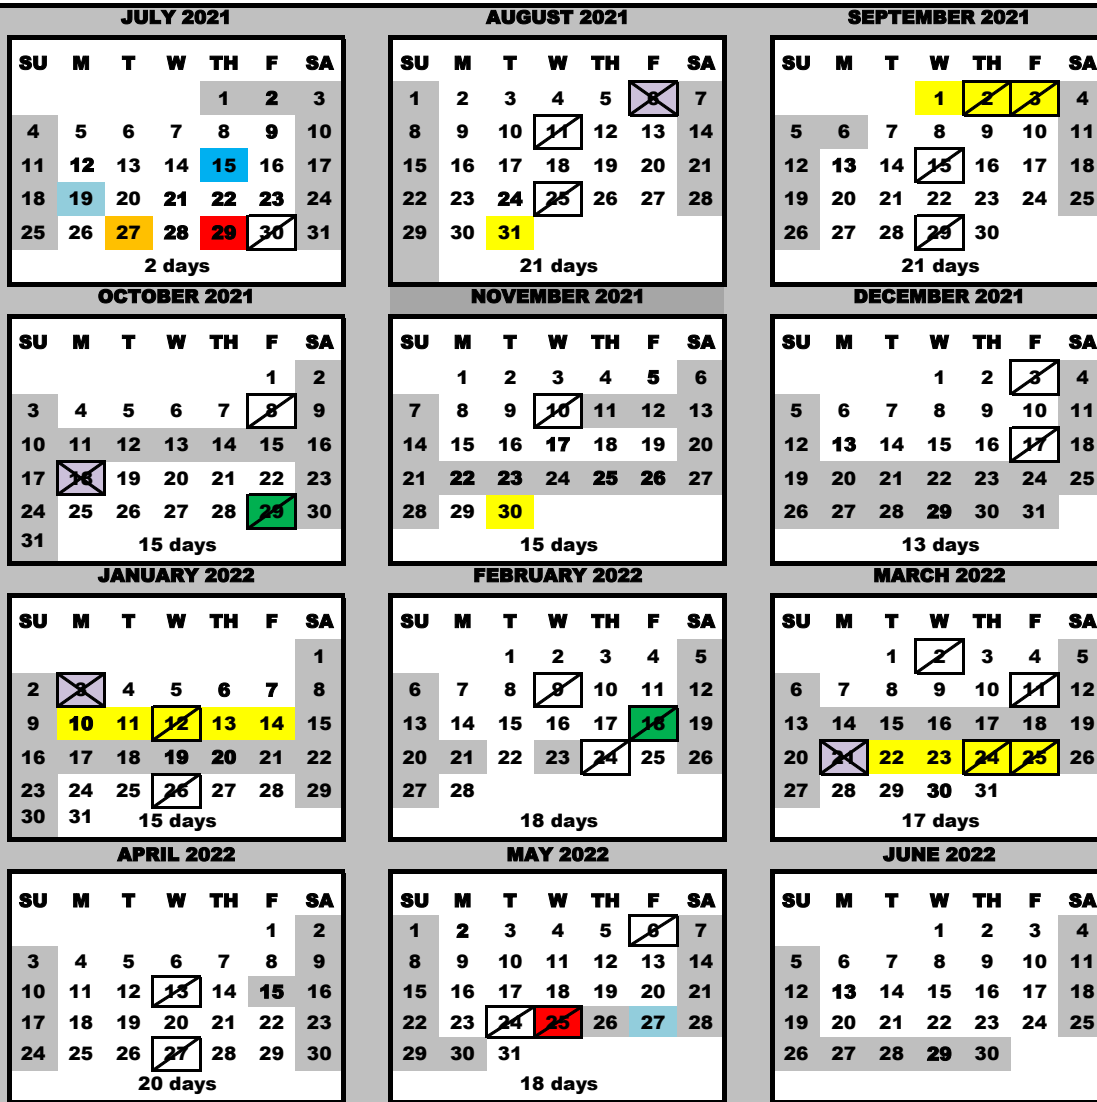 JULY 2021 AUGUST 2021 SEPTEMBER 2021
SU M T W TH F SA SU M T W TH F SA SU M T W TH F SA
1 2 3 1 2 3 4 5 6 7 1 2 3 4
4 5 6 7 8 9 10 8 9 10 11 12 13 14 5 6 7 8 9 10 11
11 12 13 14 15 16 17 15 16 17 18 19 20 21 12 13 14 15 16 17 18
18 19 20 21 22 23 24 22 23 24 25 26 27 28 19 20 21 22 23 24 25
25 26 27 28 29 30 31 29 30 31 26 27 28 29 30
2 days 21 days 21 days
OCTOBER 2021 NOVEMBER 2021 DECEMBER 2021
SU M T W TH F SA SU M T W TH F SA SU M T W TH F SA
1 2 1 2 3 4 5 6 1 2 3 4
3 4 5 6 7 8 9 7 8 9 10 11 12 13 5 6 7 8 9 10 11
10 11 12 13 14 15 16 14 15 16 17 18 19 20 12 13 14 15 16 17 18
17 18 19 20 21 22 23 21 22 23 24 25 26 27 19 20 21 22 23 24 25
24 25 26 27 28 29 30 28 29 30 26 27 28 29 30 31
31 15 days 15 days 13 days
JANUARY 2022 FEBRUARY 2022 MARCH 2022
SU M T W TH F SA SU M T W TH F SA SU M T W TH F SA
1 1 2 3 4 5 1 2 3 4 5
2 3 4 5 6 7 8 6 7 8 9 10 11 12 6 7 8 9 10 11 12
9 10 11 12 13 14 15 13 14 15 16 17 18 19 13 14 15 16 17 18 19
16 17 18 19 20 21 22 20 21 22 23 24 25 26 20 21 22 23 24 25 26
23 24 25 26 27 28 29 27 28 27 28 29 30 31
30 31 15 days 18 days 17 days
APRIL 2022 MAY 2022 JUNE 2022
SU M T W TH F SA SU M T W TH F SA SU M T W TH F SA
1 2 1 2 3 4 5 6 7 1 2 3 4
3 4 5 6 7 8 9 8 9 10 11 12 13 14 5 6 7 8 9 10 11
10 11 12 13 14 15 16 15 16 17 18 19 20 21 12 13 14 15 16 17 18
17 18 19 20 21 22 23 22 23 24 25 26 27 28 19 20 21 22 23 24 25
24 25 26 27 28 29 30 29 30 31 26 27 28 29 30
20 days 18 days